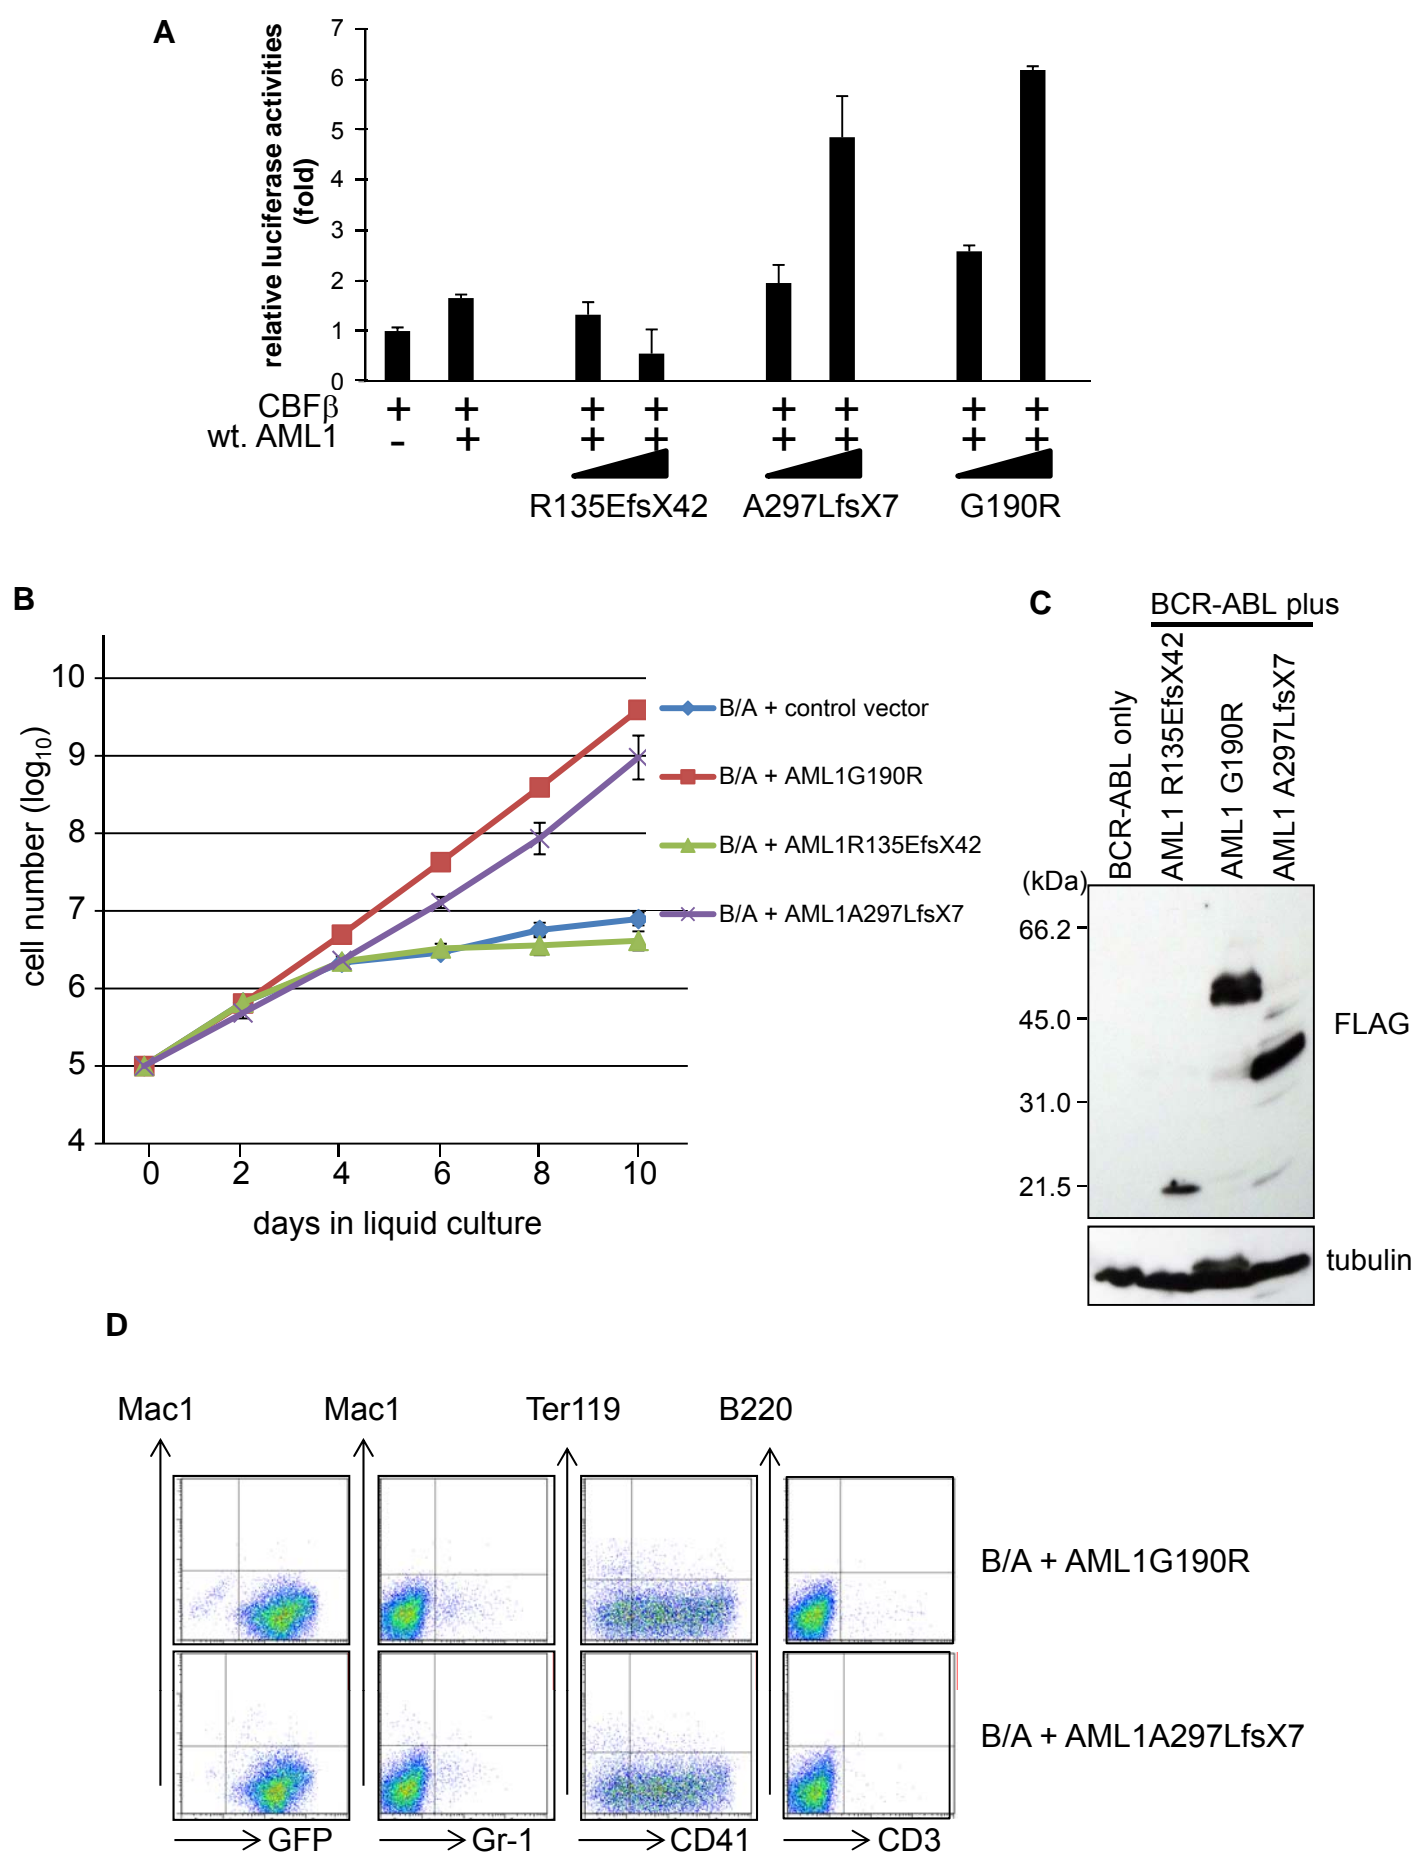 A
relative luciferase activities
(fold)
7
6
5
4
3
2
1
0
CBFβ + + + + + + + +
wt. AML1 - + + + + + + +
R135EfsX42 A297LfsX7 G190R
B
cell number (log10)
10
9
8
7
6
5
4
0 2 4 6 8 10
days in liquid culture
B/A + control vector
B/A + AML1G190R
B/A + AML1R135EfsX42
B/A + AML1A297LfsX7
C
BCR-ABL plus
BCR-ABL only
AML1 R135EfsX42
AML1 G190R
AML1 A297LfsX7
(kDa)
66.2
45.0
31.0
21.5
FLAG
tubulin
D
Mac1 Mac1 Ter119 B220
B/A + AML1G190R
B/A + AML1A297LfsX7
GFP Gr-1 CD41 CD3